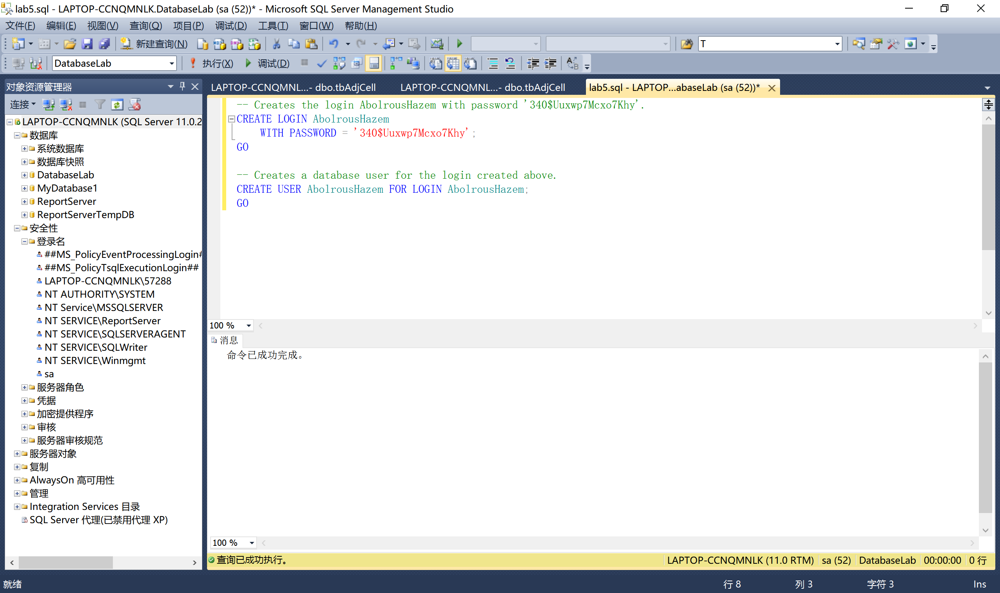 lab5.sql - LAPTOP-CCNQMNLK.DatabaseLab (sa (52))* - Microsoft SQL Server Management Studio
文件(F) 编辑(E) 视图(V) 查询(Q) 项目(P) 调试(D) 工具(T) 窗口(W) 帮助(H)
新建查询(N) T
DatabaseLab 执行(X) 调试(D)
对象资源管理器
连接
LAPTOP-CCNQMNLK (SQL Server 11.0.2
数据库
系统数据库
数据库快照
DatabaseLab
MyDatabase1
ReportServer
ReportServerTempDB
安全性
登录名
##MS_PolicyEventProcessingLogin#
##MS_PolicyTsqlExecutionLogin##
LAPTOP-CCNQMNLK\57288
NT AUTHORITY\SYSTEM
NT Service\MSSQLSERVER
NT SERVICE\ReportServer
NT SERVICE\SQLSERVERAGENT
NT SERVICE\SQLWriter
NT SERVICE\Winmgmt
sa
服务器角色
凭据
加密提供程序
审核
服务器审核规范
服务器对象
复制
AlwaysOn 高可用性
管理
Integration Services 目录
SQL Server 代理(已禁用代理 XP)
LAPTOP-CCNQMNL...- dbo.tbAdjCell LAPTOP-CCNQMNL...- dbo.tbAdjCell lab5.sql - LAPTOP...abaseLab (sa (52))*
-- Creates the login AbolrousHazem with password '340$Uuxwp7Mcxo7Khy'.
CREATE LOGIN AbolrousHazem
WITH PASSWORD = '340$Uuxwp7Mcxo7Khy';
GO
-- Creates a database user for the login created above.
CREATE USER AbolrousHazem FOR LOGIN AbolrousHazem;
GO
100 %
消息
命令已成功完成。
100 %
查询已成功执行。 LAPTOP-CCNQMNLK (11.0 RTM) sa (52) DatabaseLab 00:00:00 0 行
就绪 行 8 列 3 字符 3 Ins